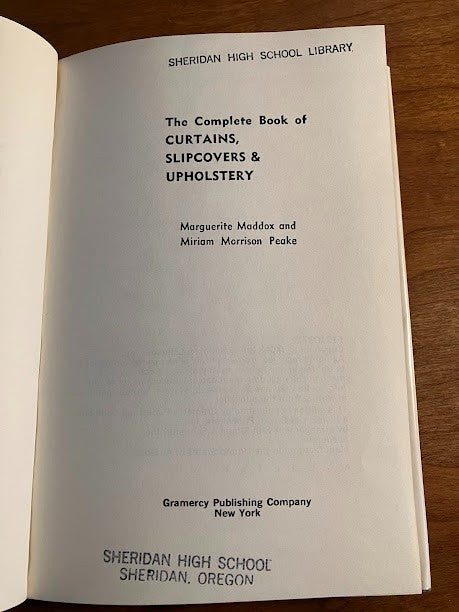 SHERIDAN HIGH SCHOOL LIBRARY
The Complete Book of
CURTAINS,
SLIPCOVERS &
UPHOLSTERY
Marguerite Maddox and
Miriam Morrison Peake
Gramercy Publishing Company
New York
SHERIDAN HIGH SCHOOL
SHERIDAN, OREGON